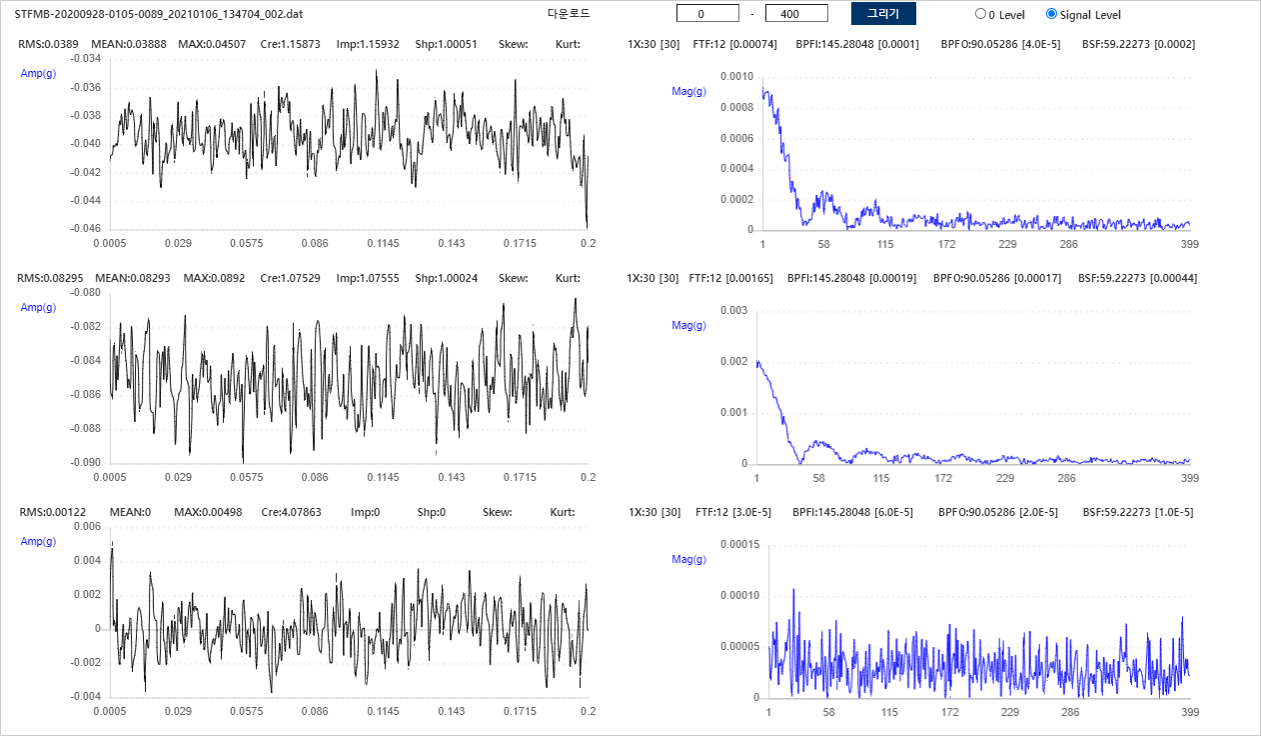 STFMB-20200928-0105-0089_20210106_134704_002.dat 다운로드 0 - 400 그리기 0 Level Signal Level
RMS:0.0389 MEAN:0.03888 MAX:0.04507 Cre:1.15873 Imp:1.15932 Shp:1.00051 Skew: Kurt: 1X:30 [30] FTF:12 [0.00074] BPFI:145.28048 [0.0001] BPFO:90.05286 [4.0E-5] BSF:59.22273 [0.0002]
-0.034
Amp(g)
-0.036
-0.038
-0.040
-0.042
-0.044
-0.046
0.0005 0.029 0.0575 0.086 0.1145 0.143 0.1715 0.2
0.0010
Mag(g)
0.0008
0.0006
0.0004
0.0002
0
1 58 115 172 229 286 399
RMS:0.08295 MEAN:0.08293 MAX:0.0892 Cre:1.07529 Imp:1.07555 Shp:1.00024 Skew: Kurt: 1X:30 [30] FTF:12 [0.00165] BPFI:145.28048 [0.00019] BPFO:90.05286 [0.00017] BSF:59.22273 [0.00044]
-0.080
Amp(g)
-0.082
-0.084
-0.086
-0.088
-0.090
0.0005 0.029 0.0575 0.086 0.1145 0.143 0.1715 0.2
0.003
Mag(g)
0.002
0.001
0
1 58 115 172 229 286 399
RMS:0.00122 MEAN:0 MAX:0.00498 Cre:4.07863 Imp:0 Shp:0 Skew: Kurt: 1X:30 [30] FTF:12 [3.0E-5] BPFI:145.28048 [6.0E-5] BPFO:90.05286 [2.0E-5] BSF:59.22273 [1.0E-5]
0.006
Amp(g)
0.004
0.002
0
-0.002
-0.004
0.0005 0.029 0.0575 0.086 0.1145 0.143 0.1715 0.2
0.00015
Mag(g)
0.00010
0.00005
0
1 58 115 172 229 286 399